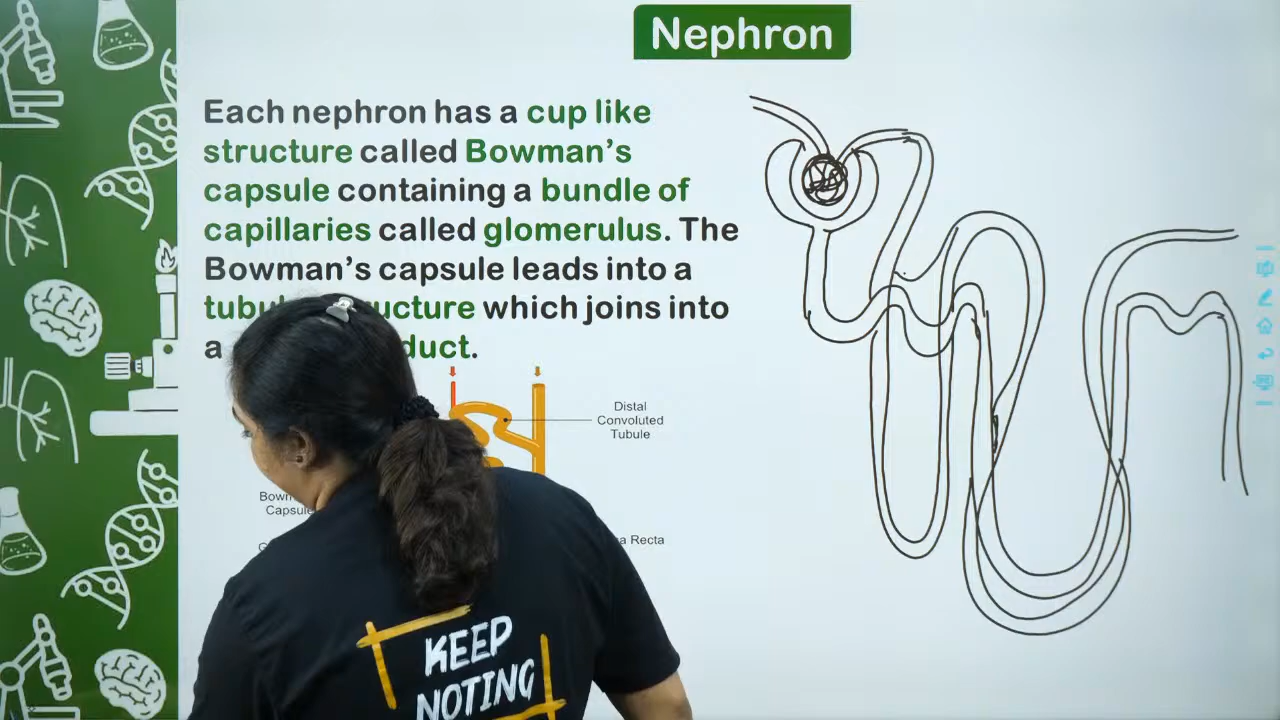 Nephron
Each nephron has a cup like
structure called Bowman's
capsule containing a bundle of
capillaries called glomerulus. The
Bowman's capsule leads into a
which joins into
a duct.
Distal
Convoluted
Tubule
Capsule
Recta
KEEP
NOTING